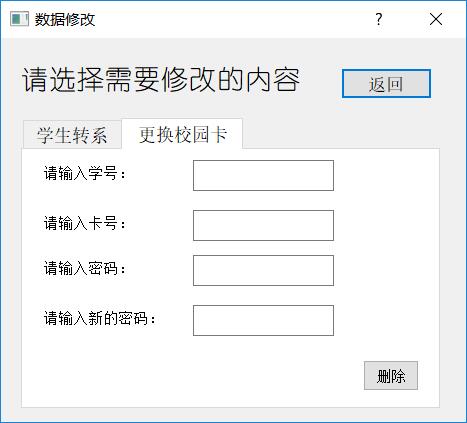 数据修改
?
请选择需要修改的内容
返回
学生转系
更换校园卡
请输入学号：
请输入卡号：
请输入密码：
请输入新的密码：
删除